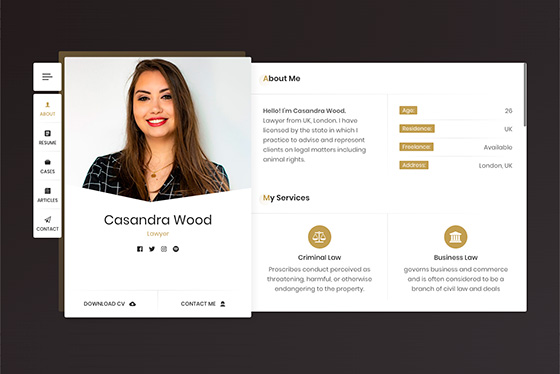 ABOUT
RESUME
CASES
ARTICLES
CONTACT
Casandra Wood
Lawyer
DOWNLOAD CV
CONTACT ME
About Me
Hello! I'm Casandra Wood.
Lawyer from UK, London. I have
licensed by the state in which I
practice to advise and represent
clients on legal matters including
animal rights.
Age:
26
Residence:
UK
Freelance:
Available
Address:
London, UK
My Services
Criminal Law
Proscribes conduct perceived as
threatening, harmful, or otherwise
endangering to the property.
Business Law
governs business and commerce
and is often considered to be a
branch of civil law and deals